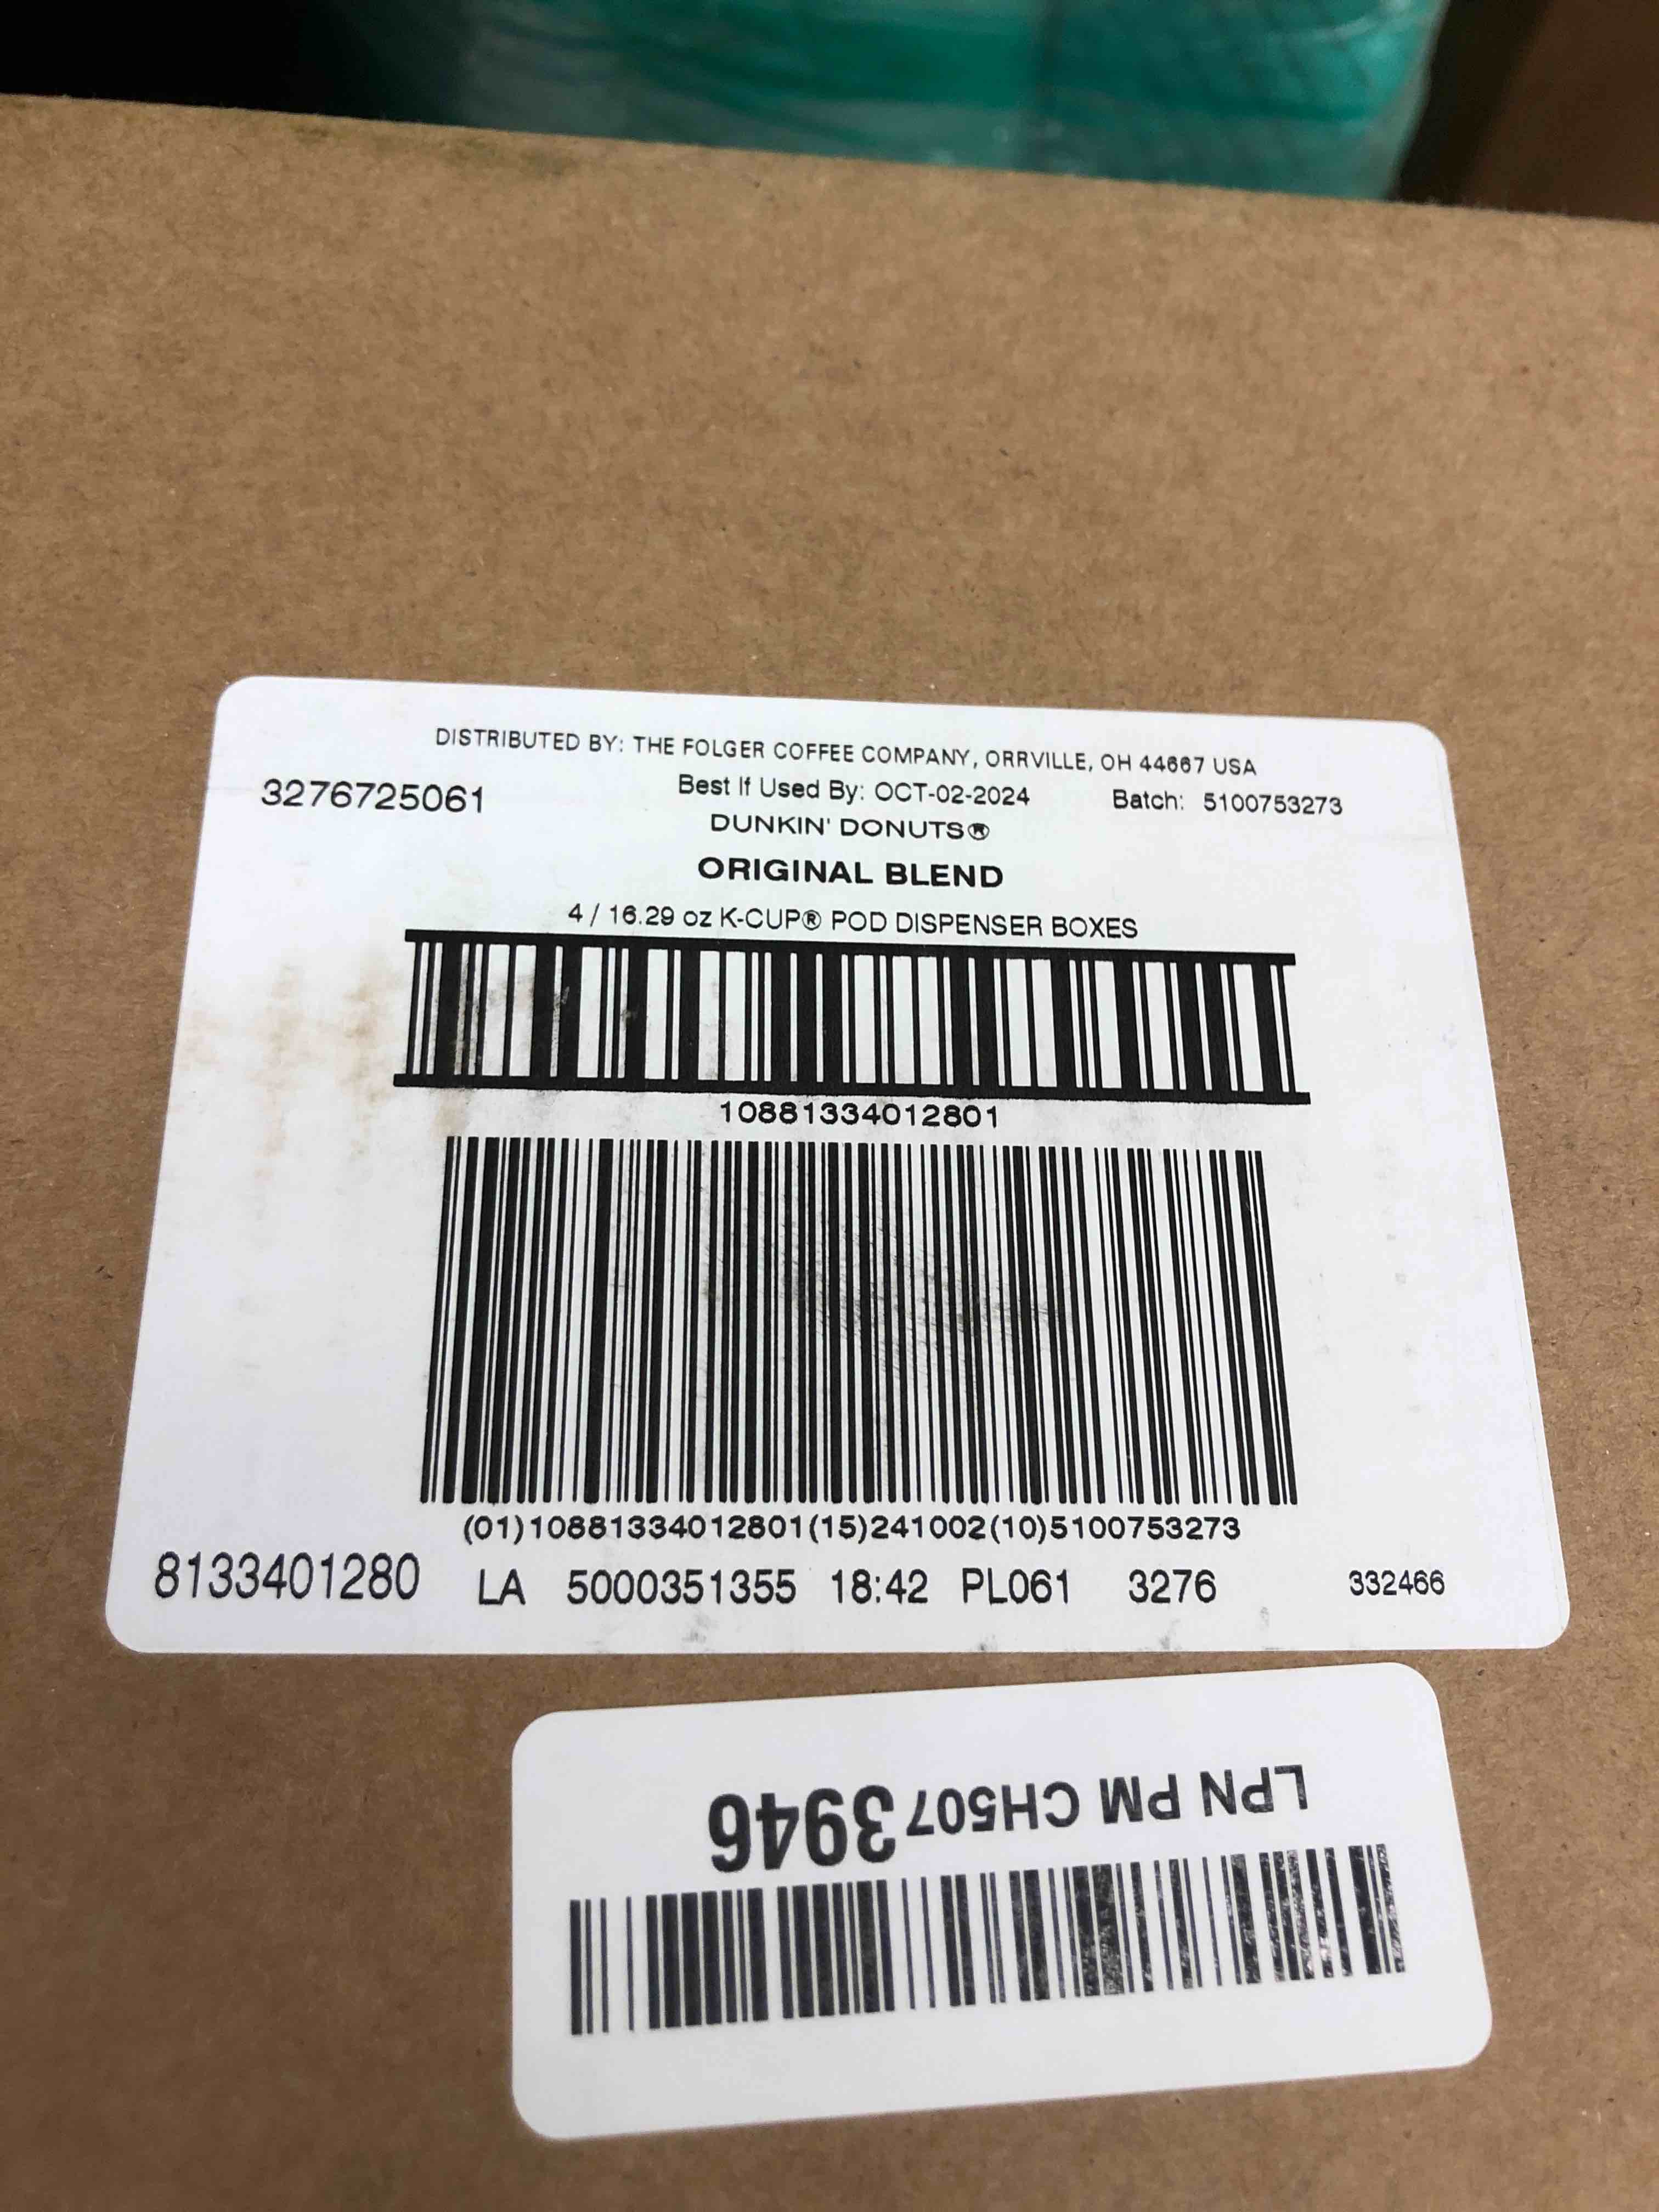 DISTRIBUTED BY: THE FOLGER COFFEE COMPANY, ORRVILLE, OH 44667 USA
3276725061 Best If Used By: OCT-02-2024 Batch: 5100753273
DUNKIN' DONUTS®
ORIGINAL BLEND
4 / 16.29 oz K-CUP® POD DISPENSER BOXES
10881334012801
(01)10881334012801(15)241002(10)5100753273
8133401280 LA 5000351355 18:42 PL061 3276 332466
LPN PM CH5073946